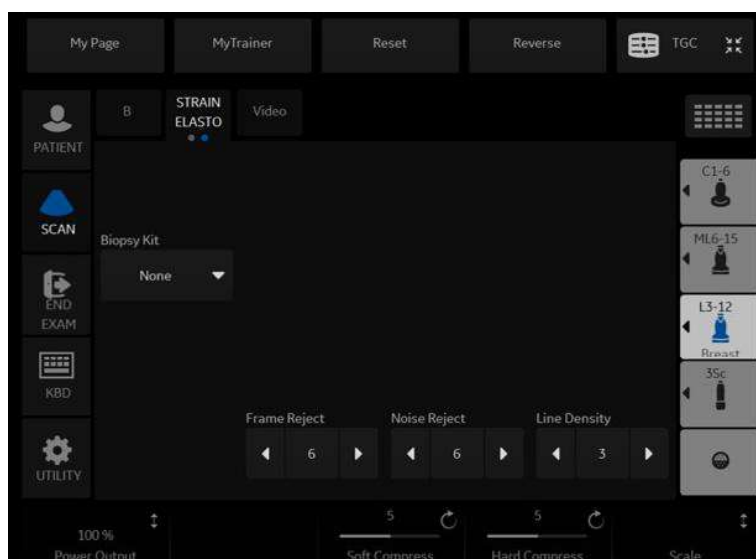 My Page
MyTrainer
Reset
Reverse
TGC
B
STRAIN
ELASTO
Video
PATIENT
SCAN
END
EXAM
KBD
UTILITY
Biopsy Kit
None
Frame Reject
6
Noise Reject
6
Line Density
3
C1-6
ML6-15
L3-12
Breast
3Sc
100 %
Power Output
5
Soft Compress
5
Hard Compress
Scale